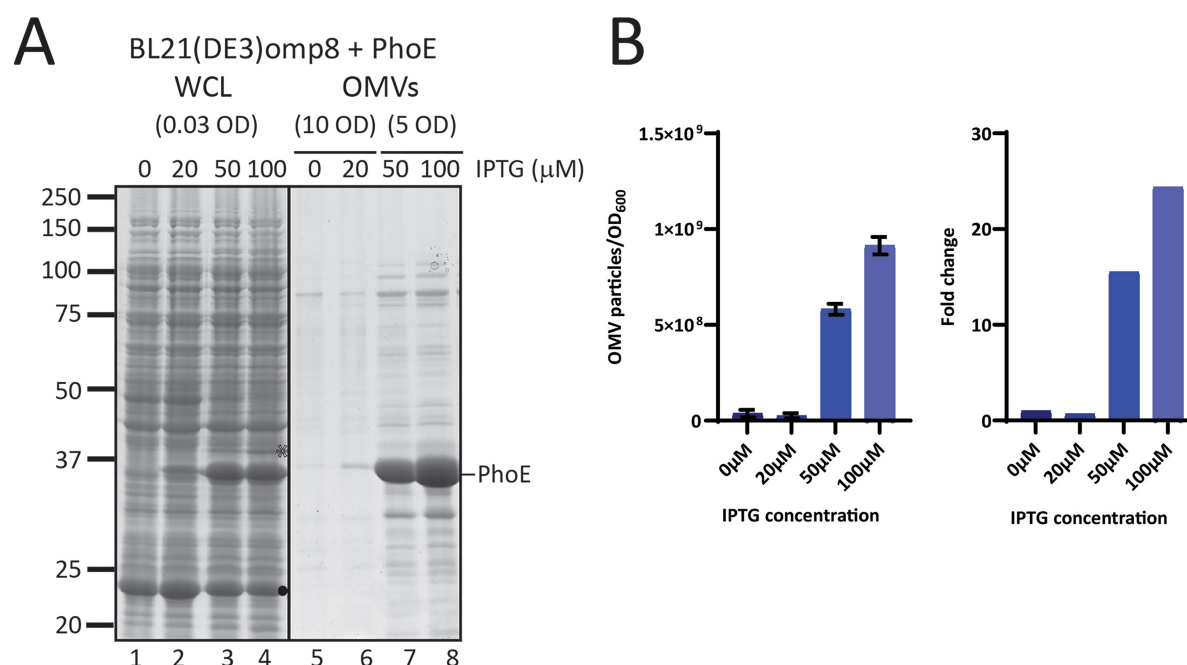 A
BL21(DE3)omp8 + PhoE
WCL OMVs
(0.03 OD) (10 OD) (5 OD)
0 20 50 100 0 20 50 100 IPTG (µM)
250
150
100
75
50
37
25
20
PhoE
1 2 3 4 5 6 7 8
B
OMV particles/OD600
1.5×10⁹
1×10⁹
5×10⁸
0
0µM 20µM 50µM 100µM
IPTG concentration
Fold change
30
20
10
0
0µM 20µM 50µM 100µM
IPTG concentration